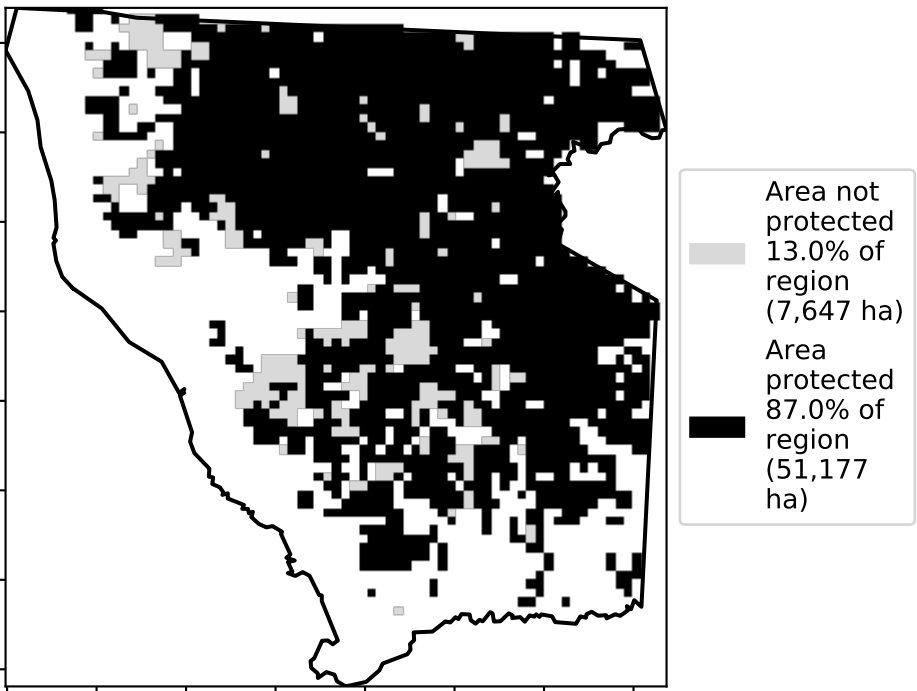 Area not
protected
13.0% of
region
(7,647 ha)
Area
protected
87.0% of
region
(51,177
ha)